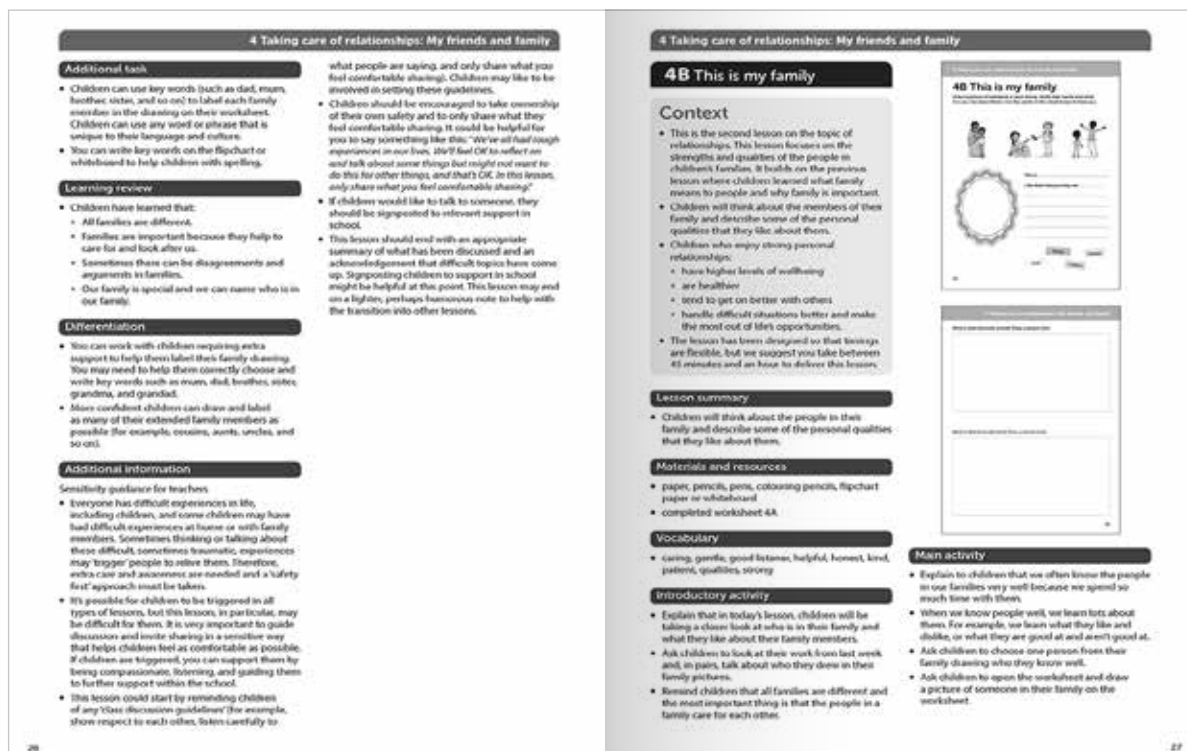 4 Taking care of relationships: My friends and family
Additional task
• Children can use key words (such as dad, mum,
brother, sister, and so on) to label each family
member in the drawing on their worksheet.
Children can use any word or phrase that is
unique to their language and culture.
• You can write key words on the flipchart or
whiteboard to help children with spelling.
Learning review
• Children have learned that:
• All families are different.
• Families are important because they help to
care for and look after us.
• Sometimes there can be disagreements and
arguments in families.
• Our family is special and we can name who is in
our family.
Differentiation
• You can work with children requiring extra
support to help them label their family drawing.
You may need to help them correctly choose and
write key words such as mum, dad, brother, sister,
grandma, and grandad.
• More confident children can draw and label
as many of their extended family members as
possible (for example, cousins, aunts, uncles, and
so on).
Additional information
Sensitivity guidance for teachers
• Everyone has difficult experiences in life,
including children, and some children may have
had difficult experiences at home or with family
members. Sometimes thinking or talking about
these difficult, sometimes traumatic, experiences
may 'trigger' people to relive them. Therefore,
extra care and awareness are needed and a 'safety
first' approach must be taken.
• It's possible for children to be triggered in all
types of lessons, but this lesson, in particular, may
be difficult for them. It is very important to guide
discussion and invite sharing in a sensitive way
that helps children feel as comfortable as possible.
If children are triggered, you can support them by
being compassionate, listening, and guiding them
to further support within the school.
• This lesson could start by reminding children
of any 'class discussion guidelines' (for example,
show respect to each other, listen carefully to
what people are saying, and only share what you
feel comfortable sharing). Children may like to be
involved in setting these guidelines.
• Children should be encouraged to take ownership
of their own safety and to only share what they
feel comfortable sharing. It could be helpful for
you to say something like this: "We've all had tough
experiences in our lives. We'll feel OK to reflect on
and talk about some things but might not want to
do this for other things, and that's OK. In this lesson,
only share what you feel comfortable sharing."
• If children would like to talk to someone, they
should be signposted to relevant support in
school.
• This lesson should end with an appropriate
summary of what has been discussed and an
acknowledgement that difficult topics have come
up. Signposting children to support in school
might be helpful at this point. This lesson may end
on a lighter, perhaps humorous note to help with
the transition into other lessons.
26
4 Taking care of relationships: My friends and family
4B This is my family
Context
• This is the second lesson on the topic of
relationships. This lesson focuses on the
strengths and qualities of the people in
children's families. It builds on the previous
lesson where children learned what family
means to people and why family is important.
• Children will think about the members of their
family and describe some of the personal
qualities that they like about them.
• Children who enjoy strong personal
relationships:
• have higher levels of wellbeing
• are healthier
• tend to get on better with others
• handle difficult situations better and make
the most out of life's opportunities.
• The lesson has been designed so that timings
are flexible, but we suggest you take between
45 minutes and an hour to deliver this lesson.
Lesson summary
• Children will think about the people in their
family and describe some of the personal qualities
that they like about them.
Materials and resources
• paper, pencils, pens, colouring pencils, flipchart
paper or whiteboard
• completed worksheet 4A
Vocabulary
• caring, gentle, good listener, helpful, honest, kind,
patient, qualities, strong
Introductory activity
• Explain that in today's lesson, children will be
taking a closer look at who is in their family and
what they like about their family members.
• Ask children to look at their work from last week
and, in pairs, talk about who they drew in their
family pictures.
• Remind children that all families are different and
the most important thing is that the people in a
family care for each other.
4B This is my family
Main activity
• Explain to children that we often know the people
in our families very well because we spend so
much time with them.
• When we know people well, we learn lots about
them. For example, we learn what they like and
dislike, or what they are good at and aren't good at.
• Ask children to choose one person from their
family drawing who they know well.
• Ask children to open the worksheet and draw
a picture of someone in their family on the
worksheet.
27